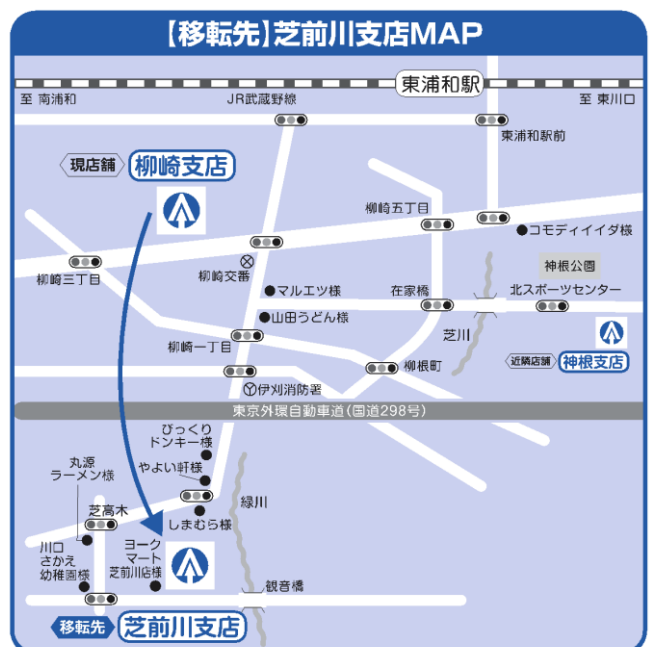 【移転先】芝前川支店MAP
東浦和駅
至 南浦和
JR武蔵野線
至 東川口
東浦和駅前
現店舗
柳崎支店
柳崎五丁目
コモディイイダ様
柳崎三丁目
柳崎交番
神根公園
北スポーツセンター
マルエツ様
在家橋
山田うどん様
芝川
柳崎一丁目
近隣店舗
神根支店
柳根町
伊刈消防署
東京外環自動車道(国道298号)
びっくり
ドンキー様
丸源
ラーメン様
やよい軒様
緑川
芝高木
しまむら様
川口
さかえ
幼稚園様
ヨーク
マート
芝前川店様
観音橋
移転先
芝前川支店